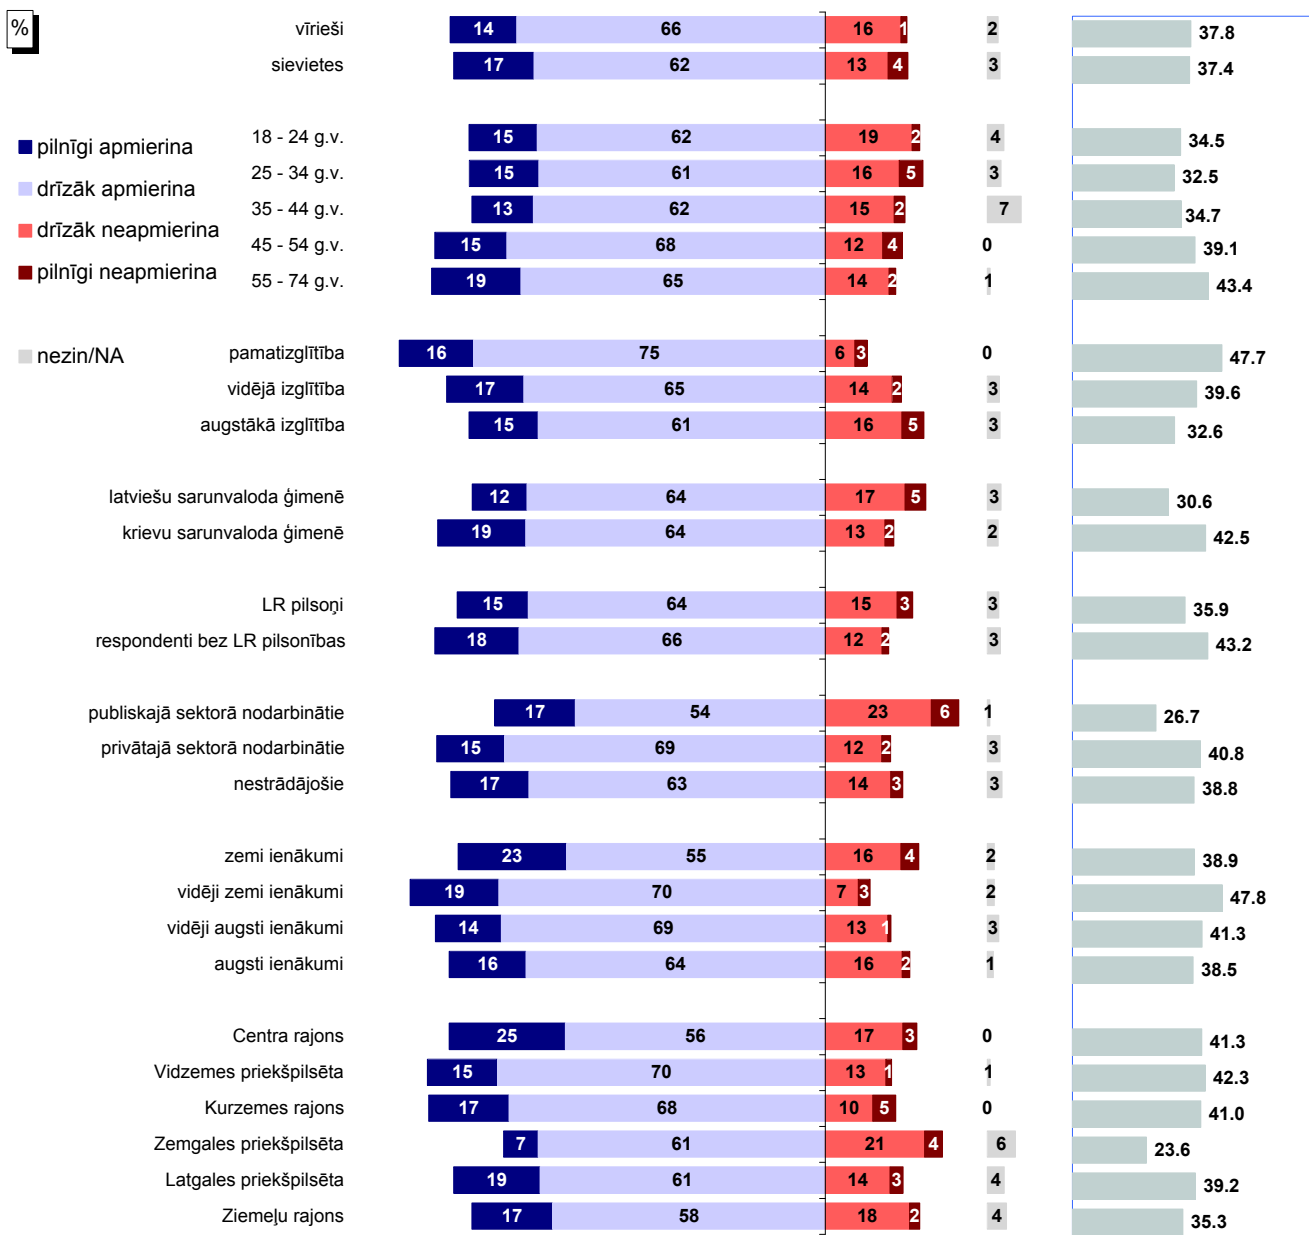 %
vīrieši 14 66 16 1 2 37.8
sievietes 17 62 13 4 3 37.4
pilnīgi apmierina
drīzāk apmierina
drīzāk neapmierina
pilnīgi neapmierina
nezin/NA
18 - 24 g.v. 15 62 19 2 4 34.5
25 - 34 g.v. 15 61 16 5 3 32.5
35 - 44 g.v. 13 62 15 2 7 34.7
45 - 54 g.v. 15 68 12 4 0 39.1
55 - 74 g.v. 19 65 14 2 1 43.4
pamatizglītība 16 75 6 3 0 47.7
vidējā izglītība 17 65 14 2 3 39.6
augstākā izglītība 15 61 16 5 3 32.6
latviešu sarunvaloda ģimenē 12 64 17 5 3 30.6
krievu sarunvaloda ģimenē 19 64 13 2 2 42.5
LR pilsoņi 15 64 15 3 3 35.9
respondenti bez LR pilsonības 18 66 12 2 3 43.2
publiskajā sektorā nodarbinātie 17 54 23 6 1 26.7
privātajā sektorā nodarbinātie 15 69 12 2 3 40.8
nestrādājošie 17 63 14 3 3 38.8
zemi ienākumi 23 55 16 4 2 38.9
vidēji zemi ienākumi 19 70 7 3 2 47.8
vidēji augsti ienākumi 14 69 13 1 3 41.3
augsti ienākumi 16 64 16 2 1 38.5
Centra rajons 25 56 17 3 0 41.3
Vidzemes priekšpilsēta 15 70 13 1 1 42.3
Kurzemes rajons 17 68 10 5 0 41.0
Zemgales priekšpilsēta 7 61 21 4 6 23.6
Latgales priekšpilsēta 19 61 14 3 4 39.2
Ziemeļu rajons 17 58 18 2 4 35.3